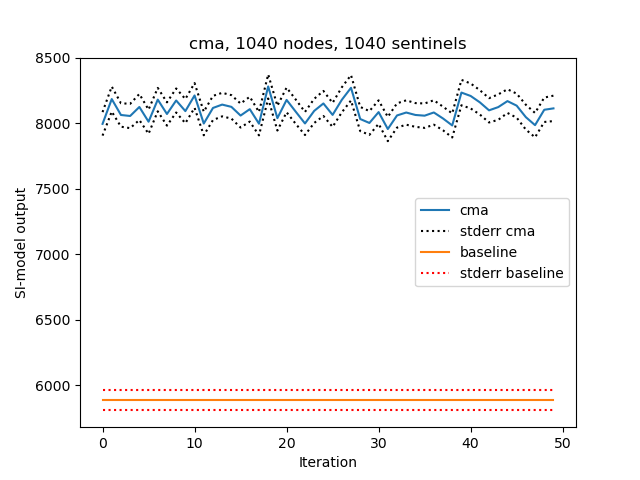 cma, 1040 nodes, 1040 sentinels
SI-model output
8500
8000
7500
7000
6500
6000
cma
stderr cma
baseline
stderr baseline
0 10 20 30 40 50
Iteration